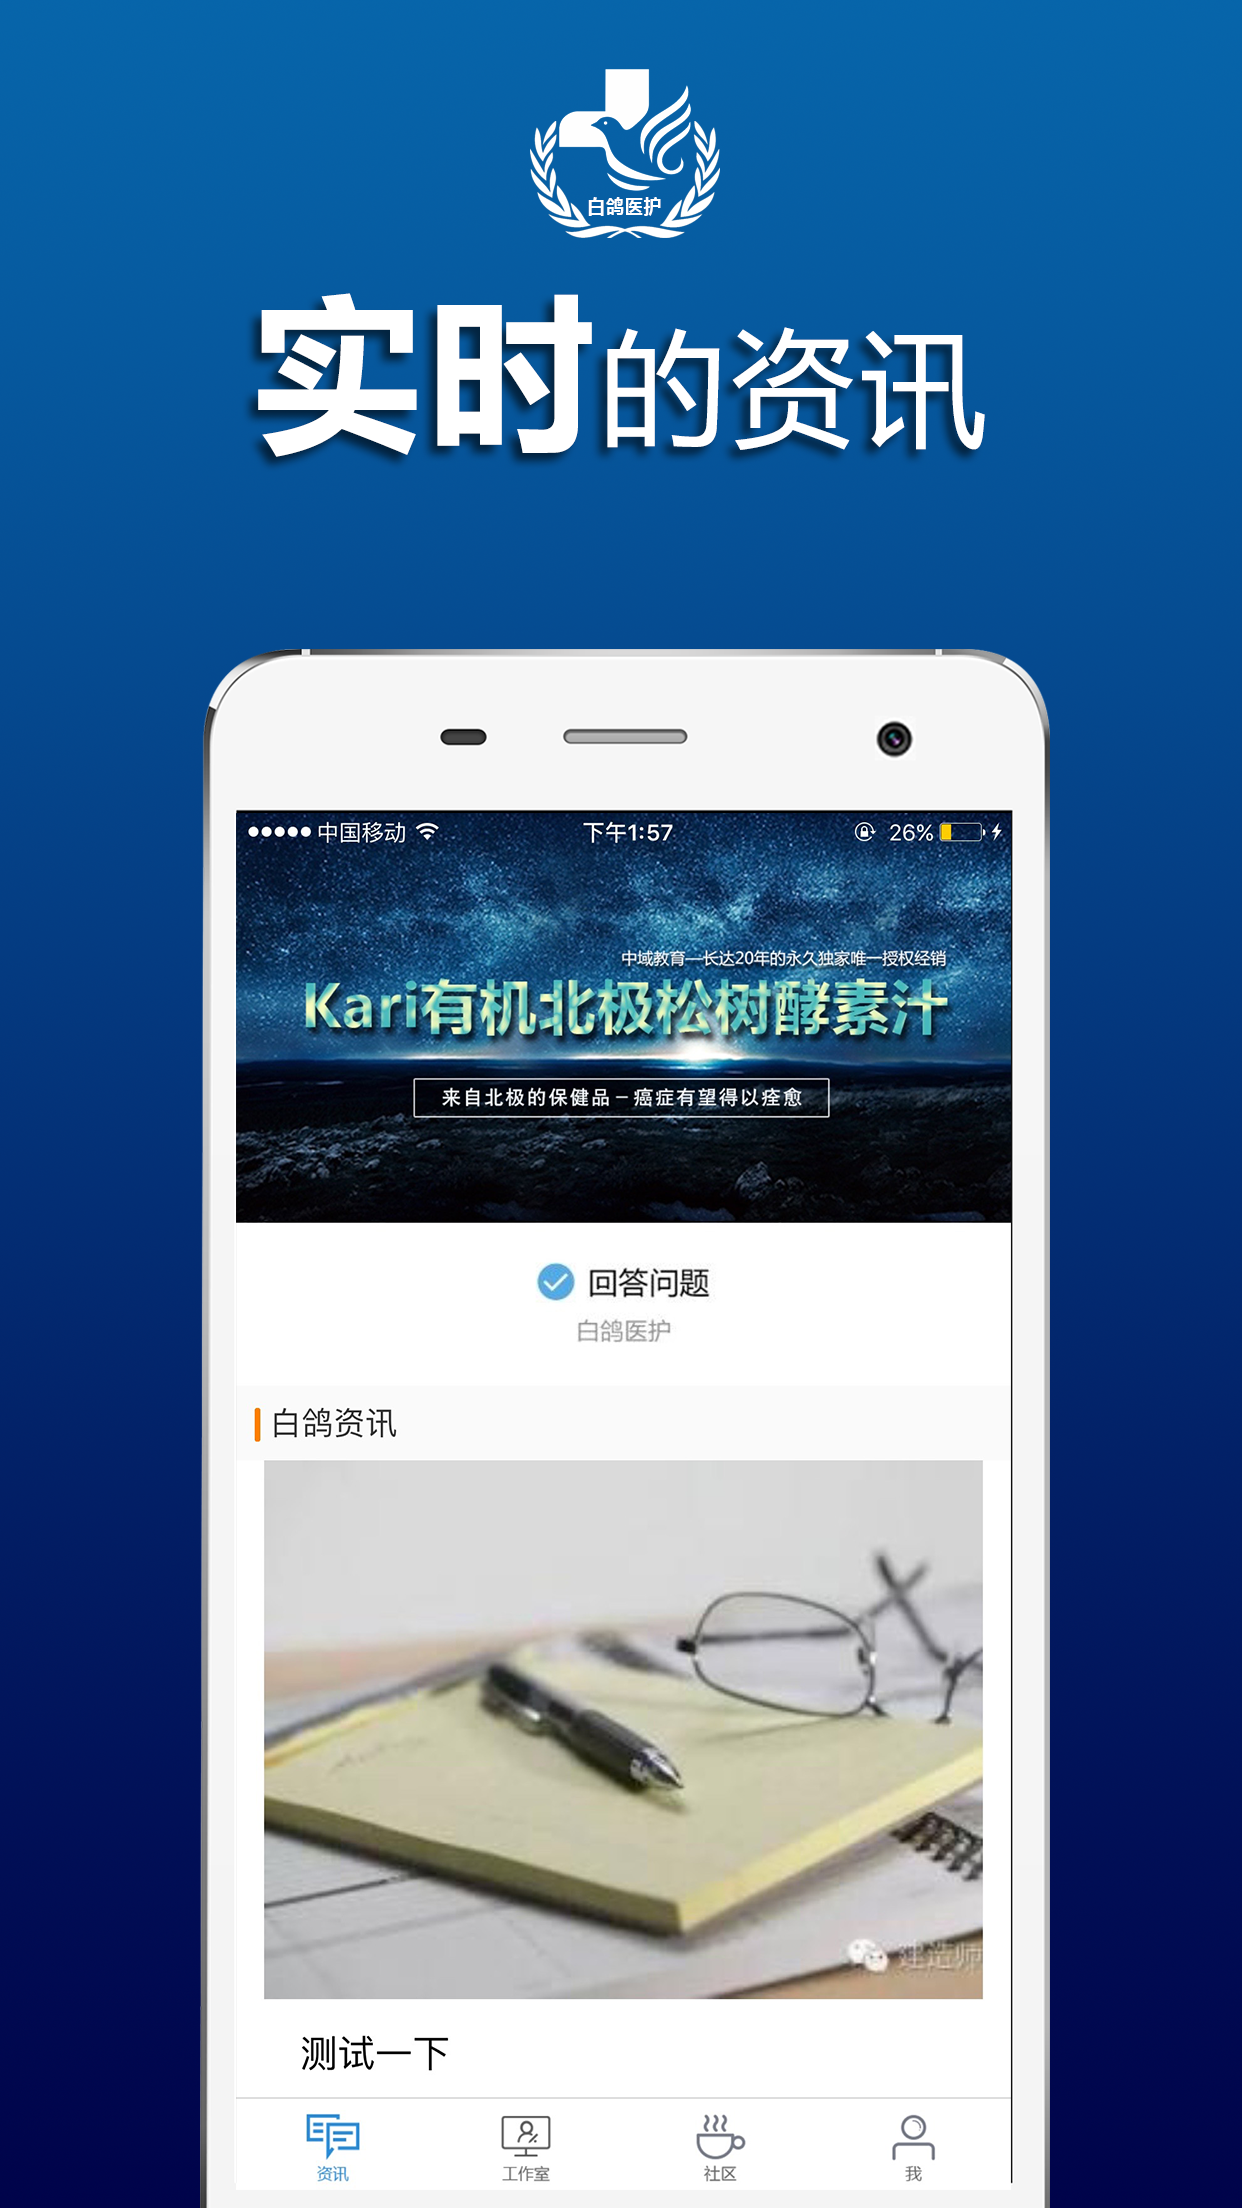 白鸽医护
实时的资讯
中国移动 下午1:57 26%
中域教育—长达20年的永久独家唯一授权经销
Kari有机北极松树酵素汁
来自北极的保健品－癌症有望得以痊愈
回答问题
白鸽医护
白鸽资讯
建造师
测试一下
资讯 工作室 社区 我